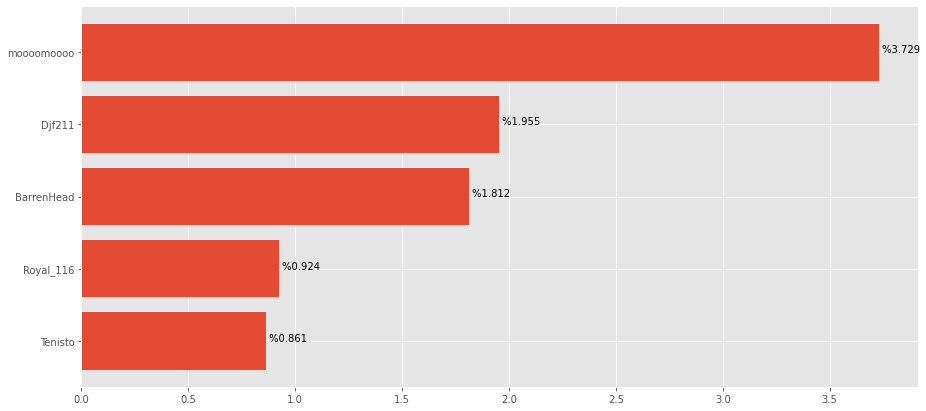 moooomoooo %3.729
Djf211 %1.955
BarrenHead %1.812
Royal_116 %0.924
Tenisto %0.861
0.0 0.5 1.0 1.5 2.0 2.5 3.0 3.5